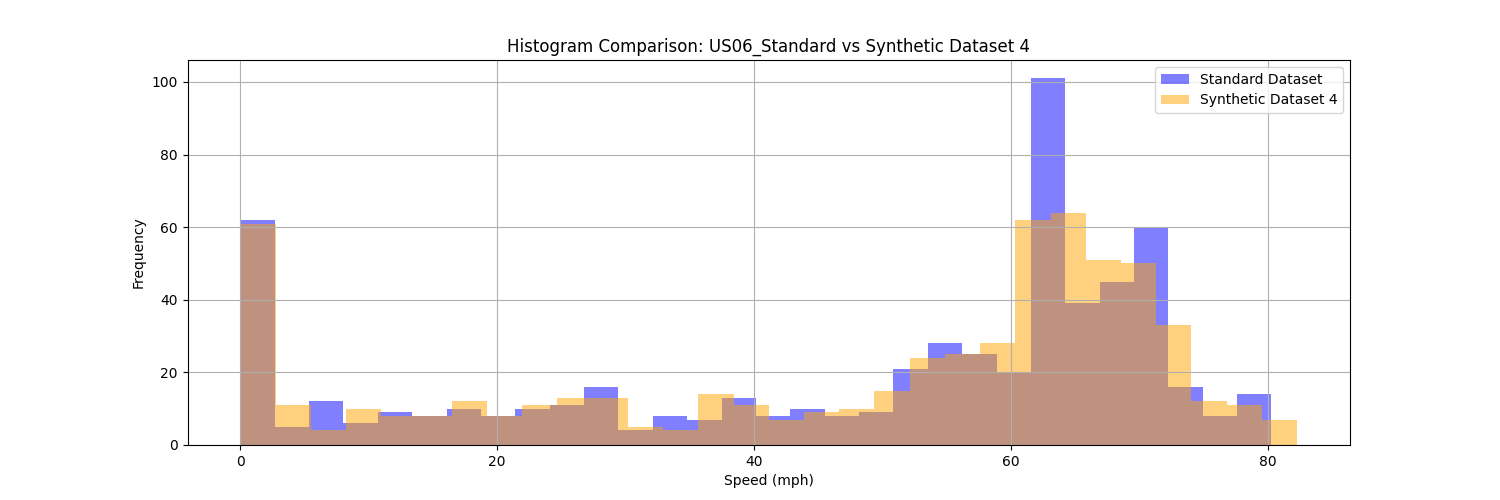 Histogram Comparison: US06_Standard vs Synthetic Dataset 4
Standard Dataset
Synthetic Dataset 4
100
80
60
40
20
0
Frequency
0 20 40 60 80
Speed (mph)